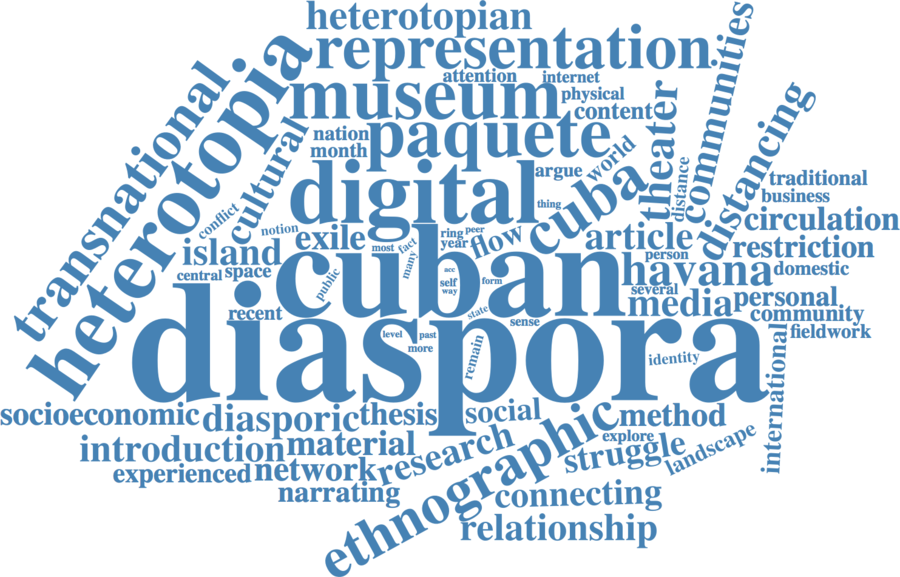 heterotopian
representation
communities
attention
internet
museum
physical
content
transnational
heterotopia
cultural
nation
month
paquete
theater
distancing
world
argue
digital
thing
distance
traditional
business
cuba
circulation
conflict
notion
island
exile
most
fact
many
ring
peer
year
flow
article
person
restriction
central
space
public
cuban
acc
self
way
form
havana
domestic
several
media
personal
community
recent
state
sense
fieldwork
diaspora
level
past
more
remain
identity
international
socioeconomic
diasporic
thesis
social
method
introduction
material
research
ethnographic
explore
struggle
landscape
experienced
network
narrating
connecting
relationship